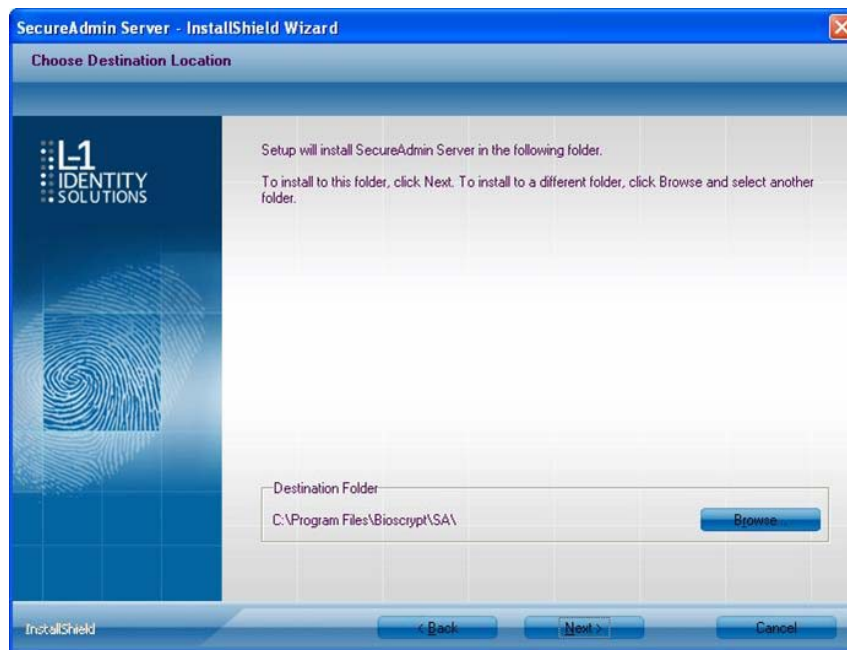 SecureAdmin Server - InstallShield Wizard
Choose Destination Location
L-1
IDENTITY
SOLUTIONS
Setup will install SecureAdmin Server in the following folder.
To install to this folder, click Next. To install to a different folder, click Browse and select another
folder.
Destination Folder
C:\Program Files\Bioscrypt\SA\
Browse...
InstallShield
< Back
Next >
Cancel